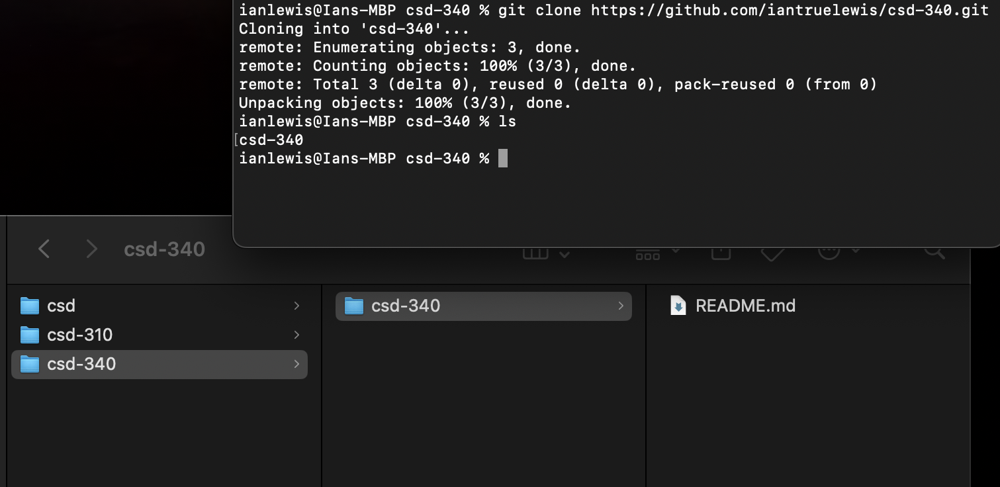 ianlewis@Ians-MBP csd-340 % git clone https://github.com/iantruelewis/csd-340.git
Cloning into 'csd-340'...
remote: Enumerating objects: 3, done.
remote: Counting objects: 100% (3/3), done.
remote: Total 3 (delta 0), reused 0 (delta 0), pack-reused 0 (from 0)
Unpacking objects: 100% (3/3), done.
ianlewis@Ians-MBP csd-340 % ls
[csd-340
ianlewis@Ians-MBP csd-340 %
csd-340
csd
csd-310
csd-340
csd-340
README.md